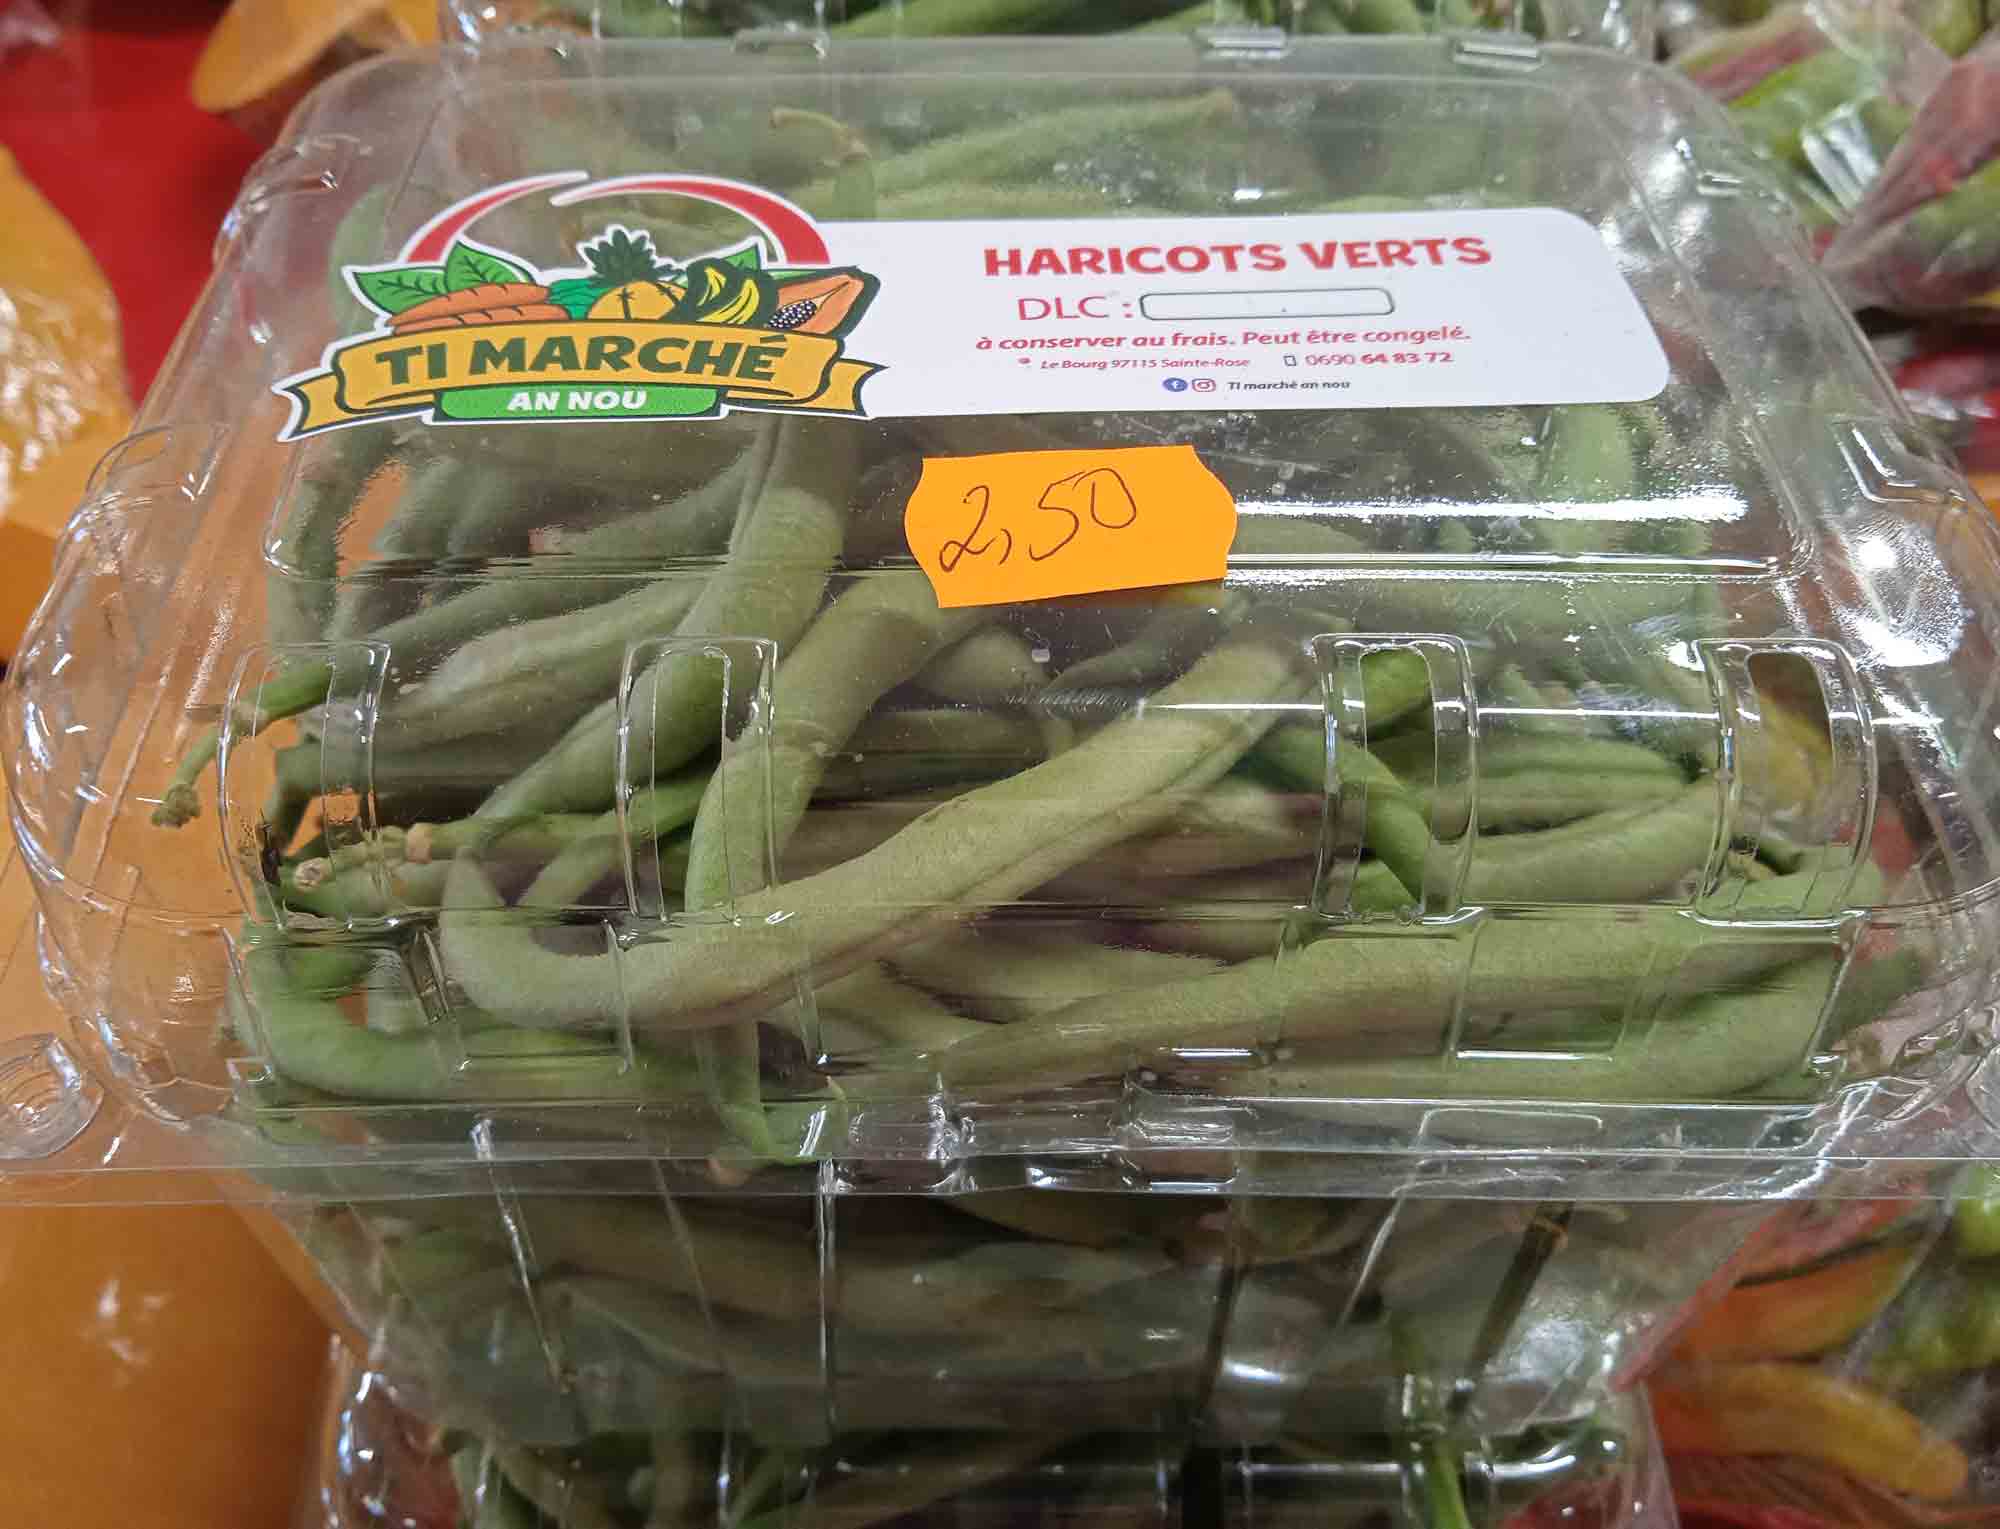 TI MARCHÉ
AN NOU
HARICOTS VERTS
DLC :
à conserver au frais. Peut être congelé.
Le Bourg 97115 Sainte-Rose 0690 64 83 72
TI marché an nou
2,50